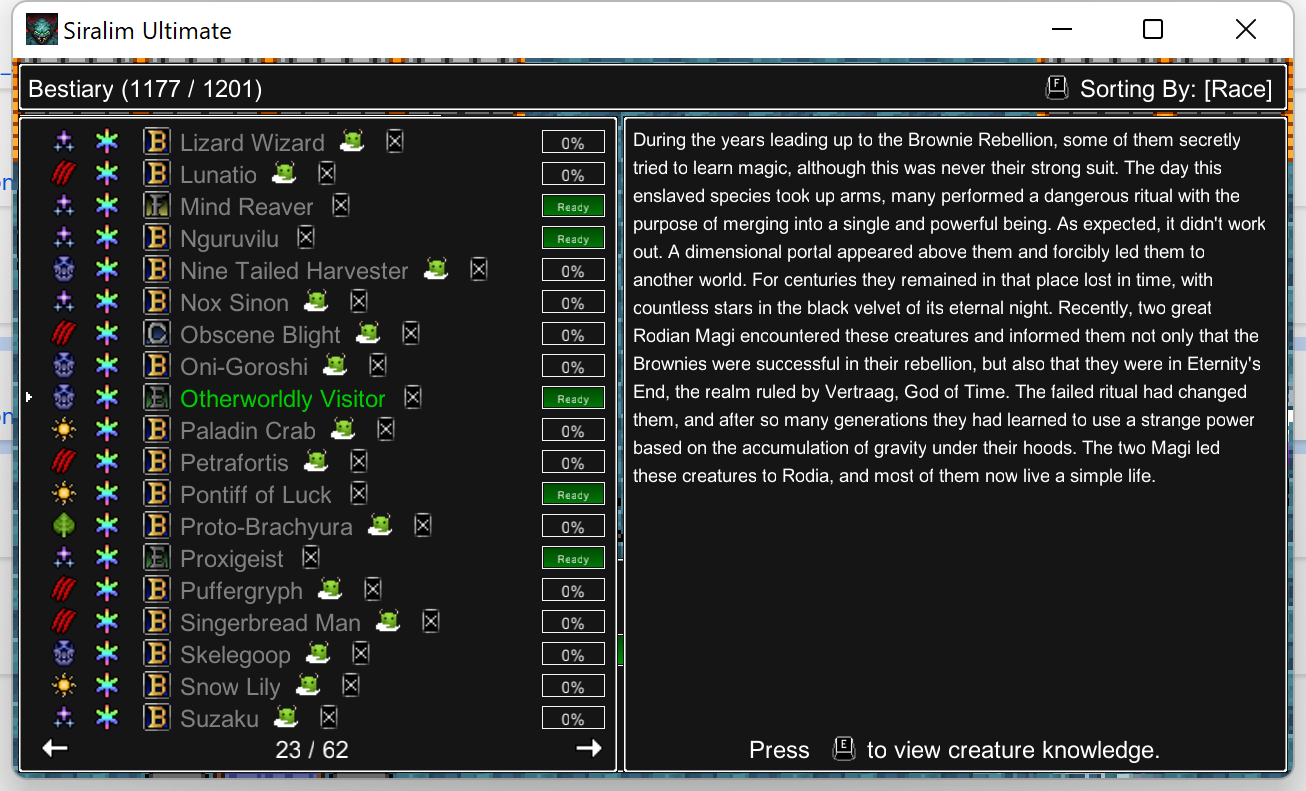 Siralim Ultimate
Bestiary (1177 / 1201)
F Sorting By: [Race]
B Lizard Wizard 0%
B Lunatio 0%
F Mind Reaver Ready
B Nguruvilu Ready
B Nine Tailed Harvester 0%
B Nox Sinon 0%
C Obscene Blight 0%
B Oni-Goroshi 0%
E Otherworldly Visitor Ready
B Paladin Crab 0%
B Petrafortis 0%
B Pontiff of Luck Ready
B Proto-Brachyura 0%
E Proxigeist Ready
B Puffergryph 0%
B Singerbread Man 0%
B Skelegoop 0%
B Snow Lily 0%
B Suzaku 0%
23 / 62
During the years leading up to the Brownie Rebellion, some of them secretly
tried to learn magic, although this was never their strong suit. The day this
enslaved species took up arms, many performed a dangerous ritual with the
purpose of merging into a single and powerful being. As expected, it didn't work
out. A dimensional portal appeared above them and forcibly led them to
another world. For centuries they remained in that place lost in time, with
countless stars in the black velvet of its eternal night. Recently, two great
Rodian Magi encountered these creatures and informed them not only that the
Brownies were successful in their rebellion, but also that they were in Eternity's
End, the realm ruled by Vertraag, God of Time. The failed ritual had changed
them, and after so many generations they had learned to use a strange power
based on the accumulation of gravity under their hoods. The two Magi led
these creatures to Rodia, and most of them now live a simple life.
Press E to view creature knowledge.